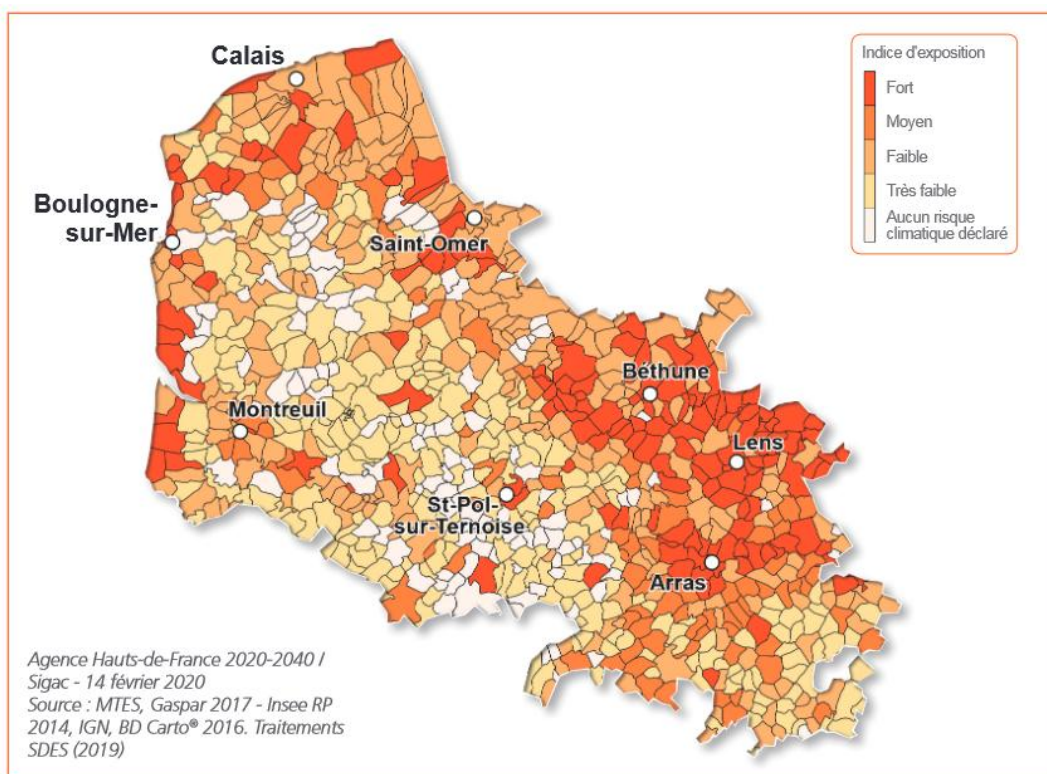 Calais
Boulogne-
sur-Mer
Saint-Omer
Béthune
Montreuil
Lens
St-Pol-
sur-Ternoise
Arras
Indice d'exposition
Fort
Moyen
Faible
Très faible
Aucun risque
climatique déclaré
Agence Hauts-de-France 2020-2040 /
Sigac - 14 février 2020
Source : MTES, Gaspar 2017 - Insee RP
2014, IGN, BD Carto® 2016. Traitements
SDES (2019)